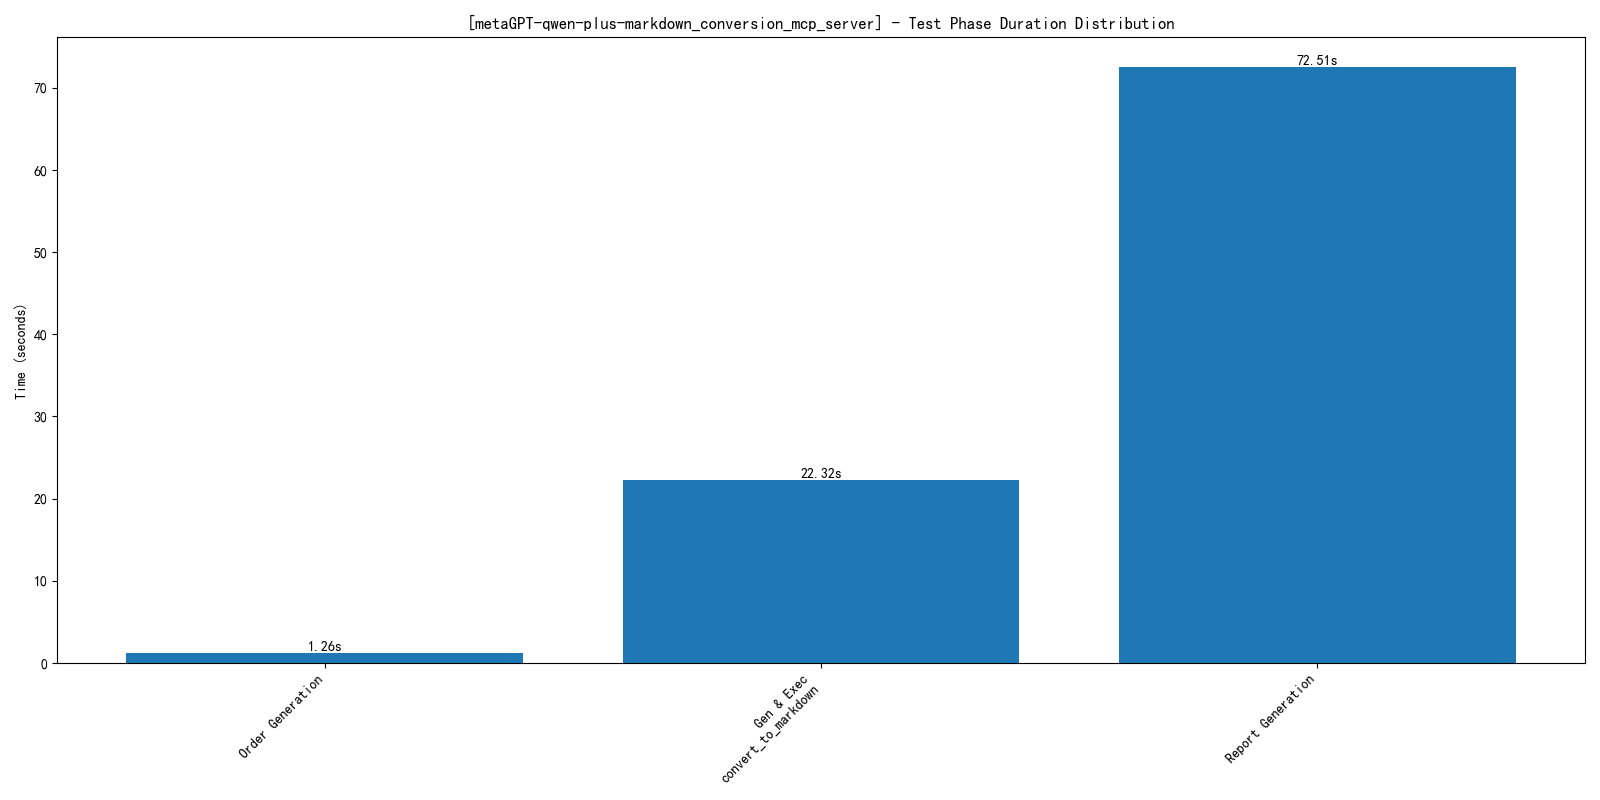 [metaGPT-qwen-plus-markdown_conversion_mcp_server] - Test Phase Duration Distribution
Time (seconds)
70
60
50
40
30
20
10
0
1.26s
22.32s
72.51s
Order Generation
Gen & Exec
convert_to_markdown
Report Generation